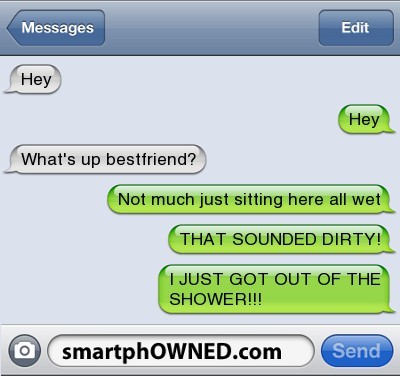 Messages
Edit
Hey
Hey
What's up bestfriend?
Not much just sitting here all wet
THAT SOUNDED DIRTY!
I JUST GOT OUT OF THE
SHOWER!!!
smartphOWNED.com
Send